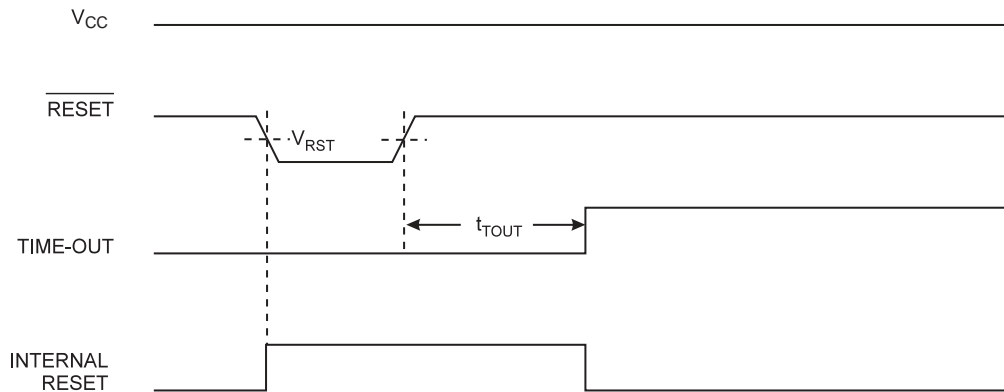 VCC
RESET
VRST
tTOUT
TIME-OUT
INTERNAL
RESET